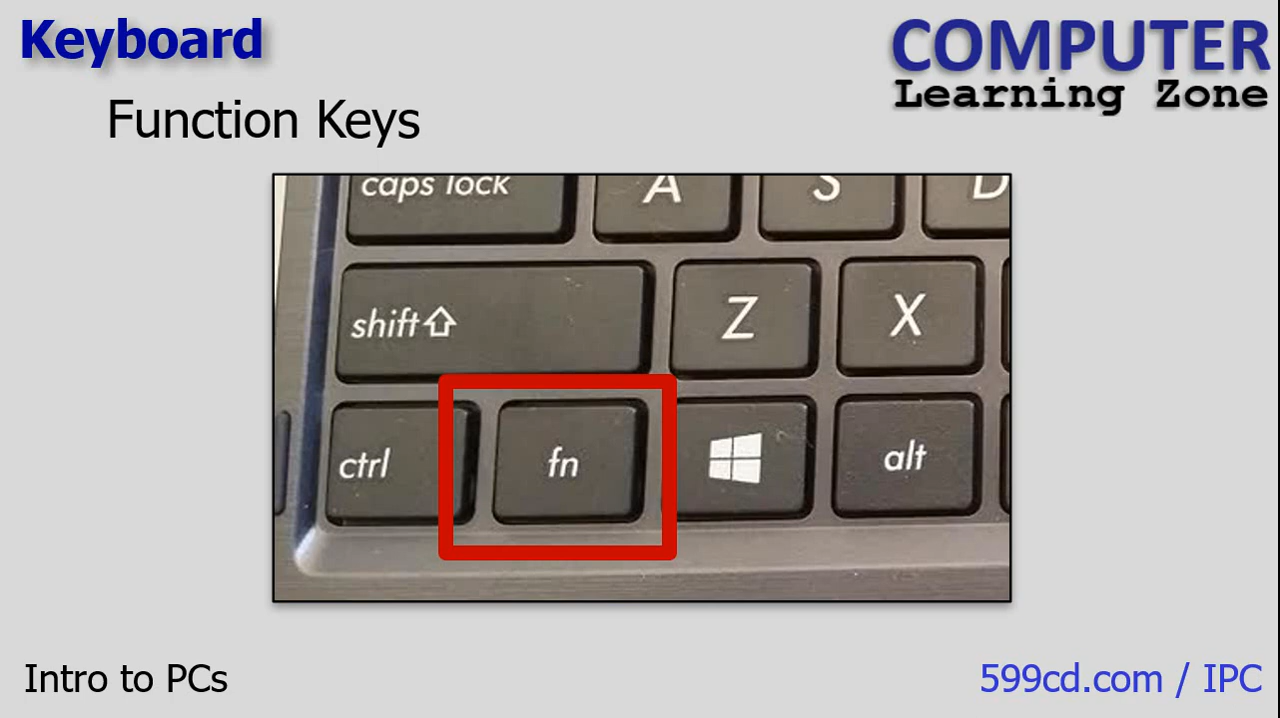 Keyboard
COMPUTER
Learning Zone
Function Keys
caps lock A S D
shift Z X
ctrl fn alt
Intro to PCs
599cd.com / IPC